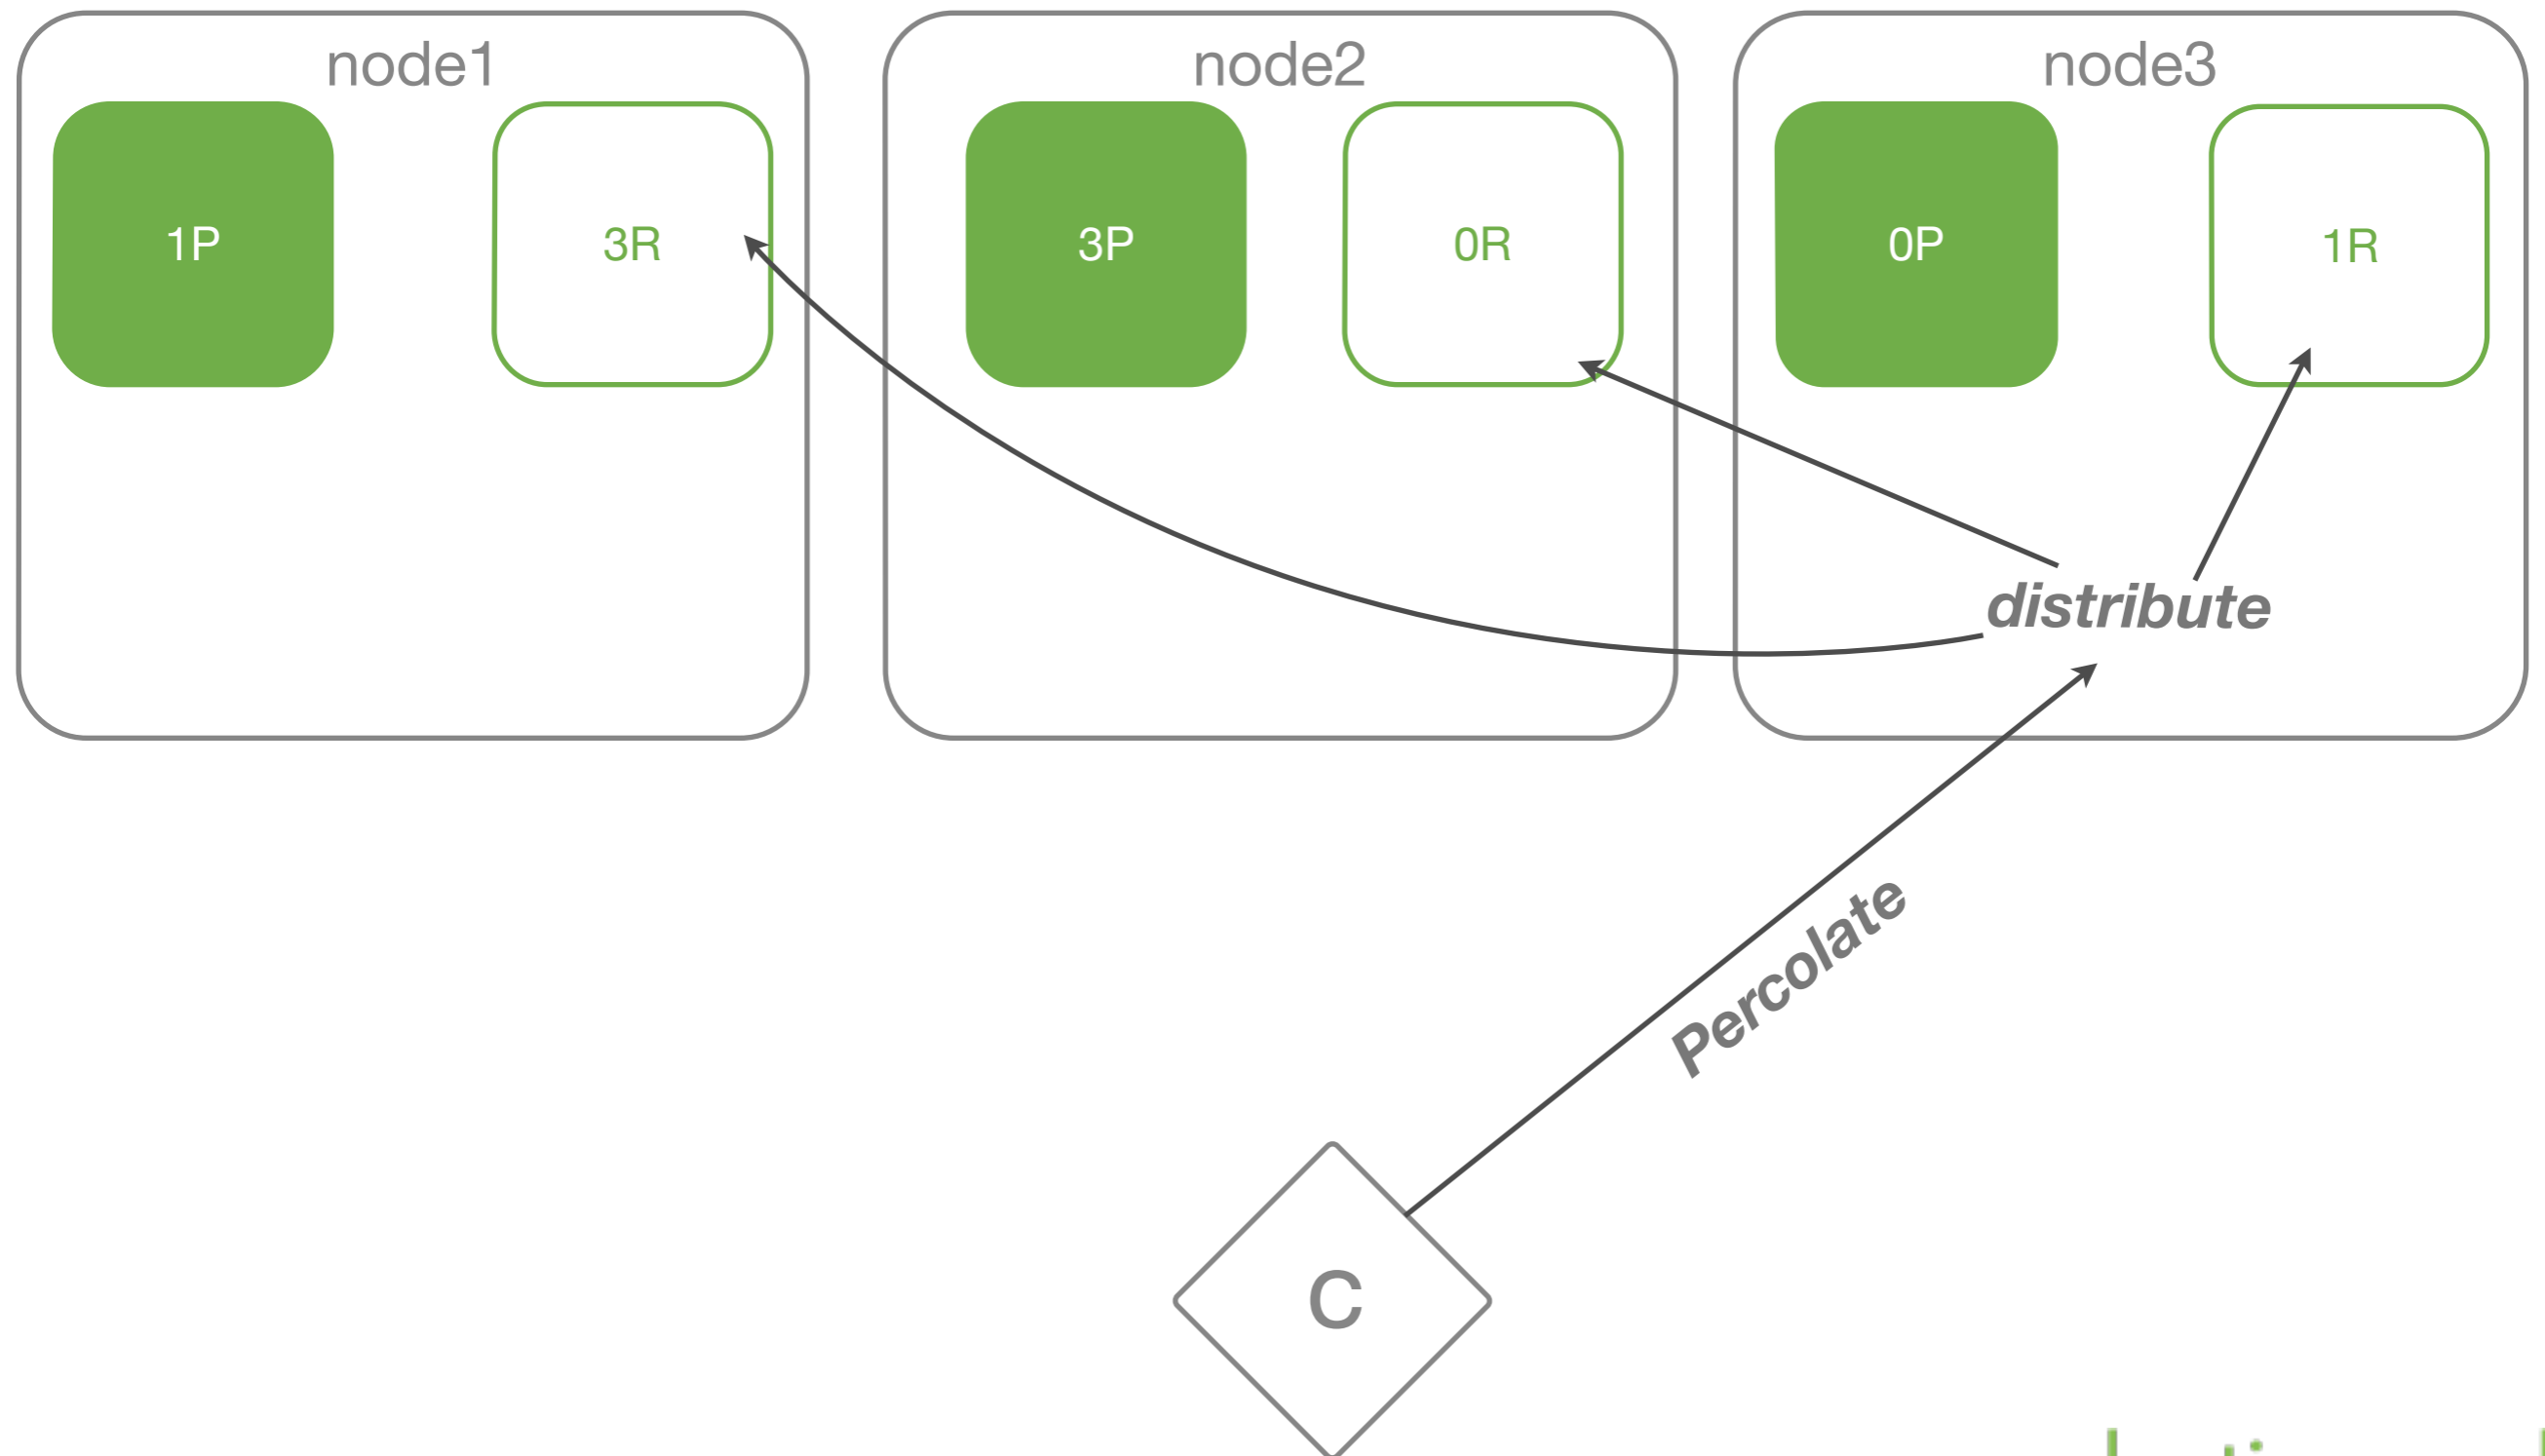 node1
node2
node3
1P
3R
3P
0R
0P
1R
distribute
Percolate
C